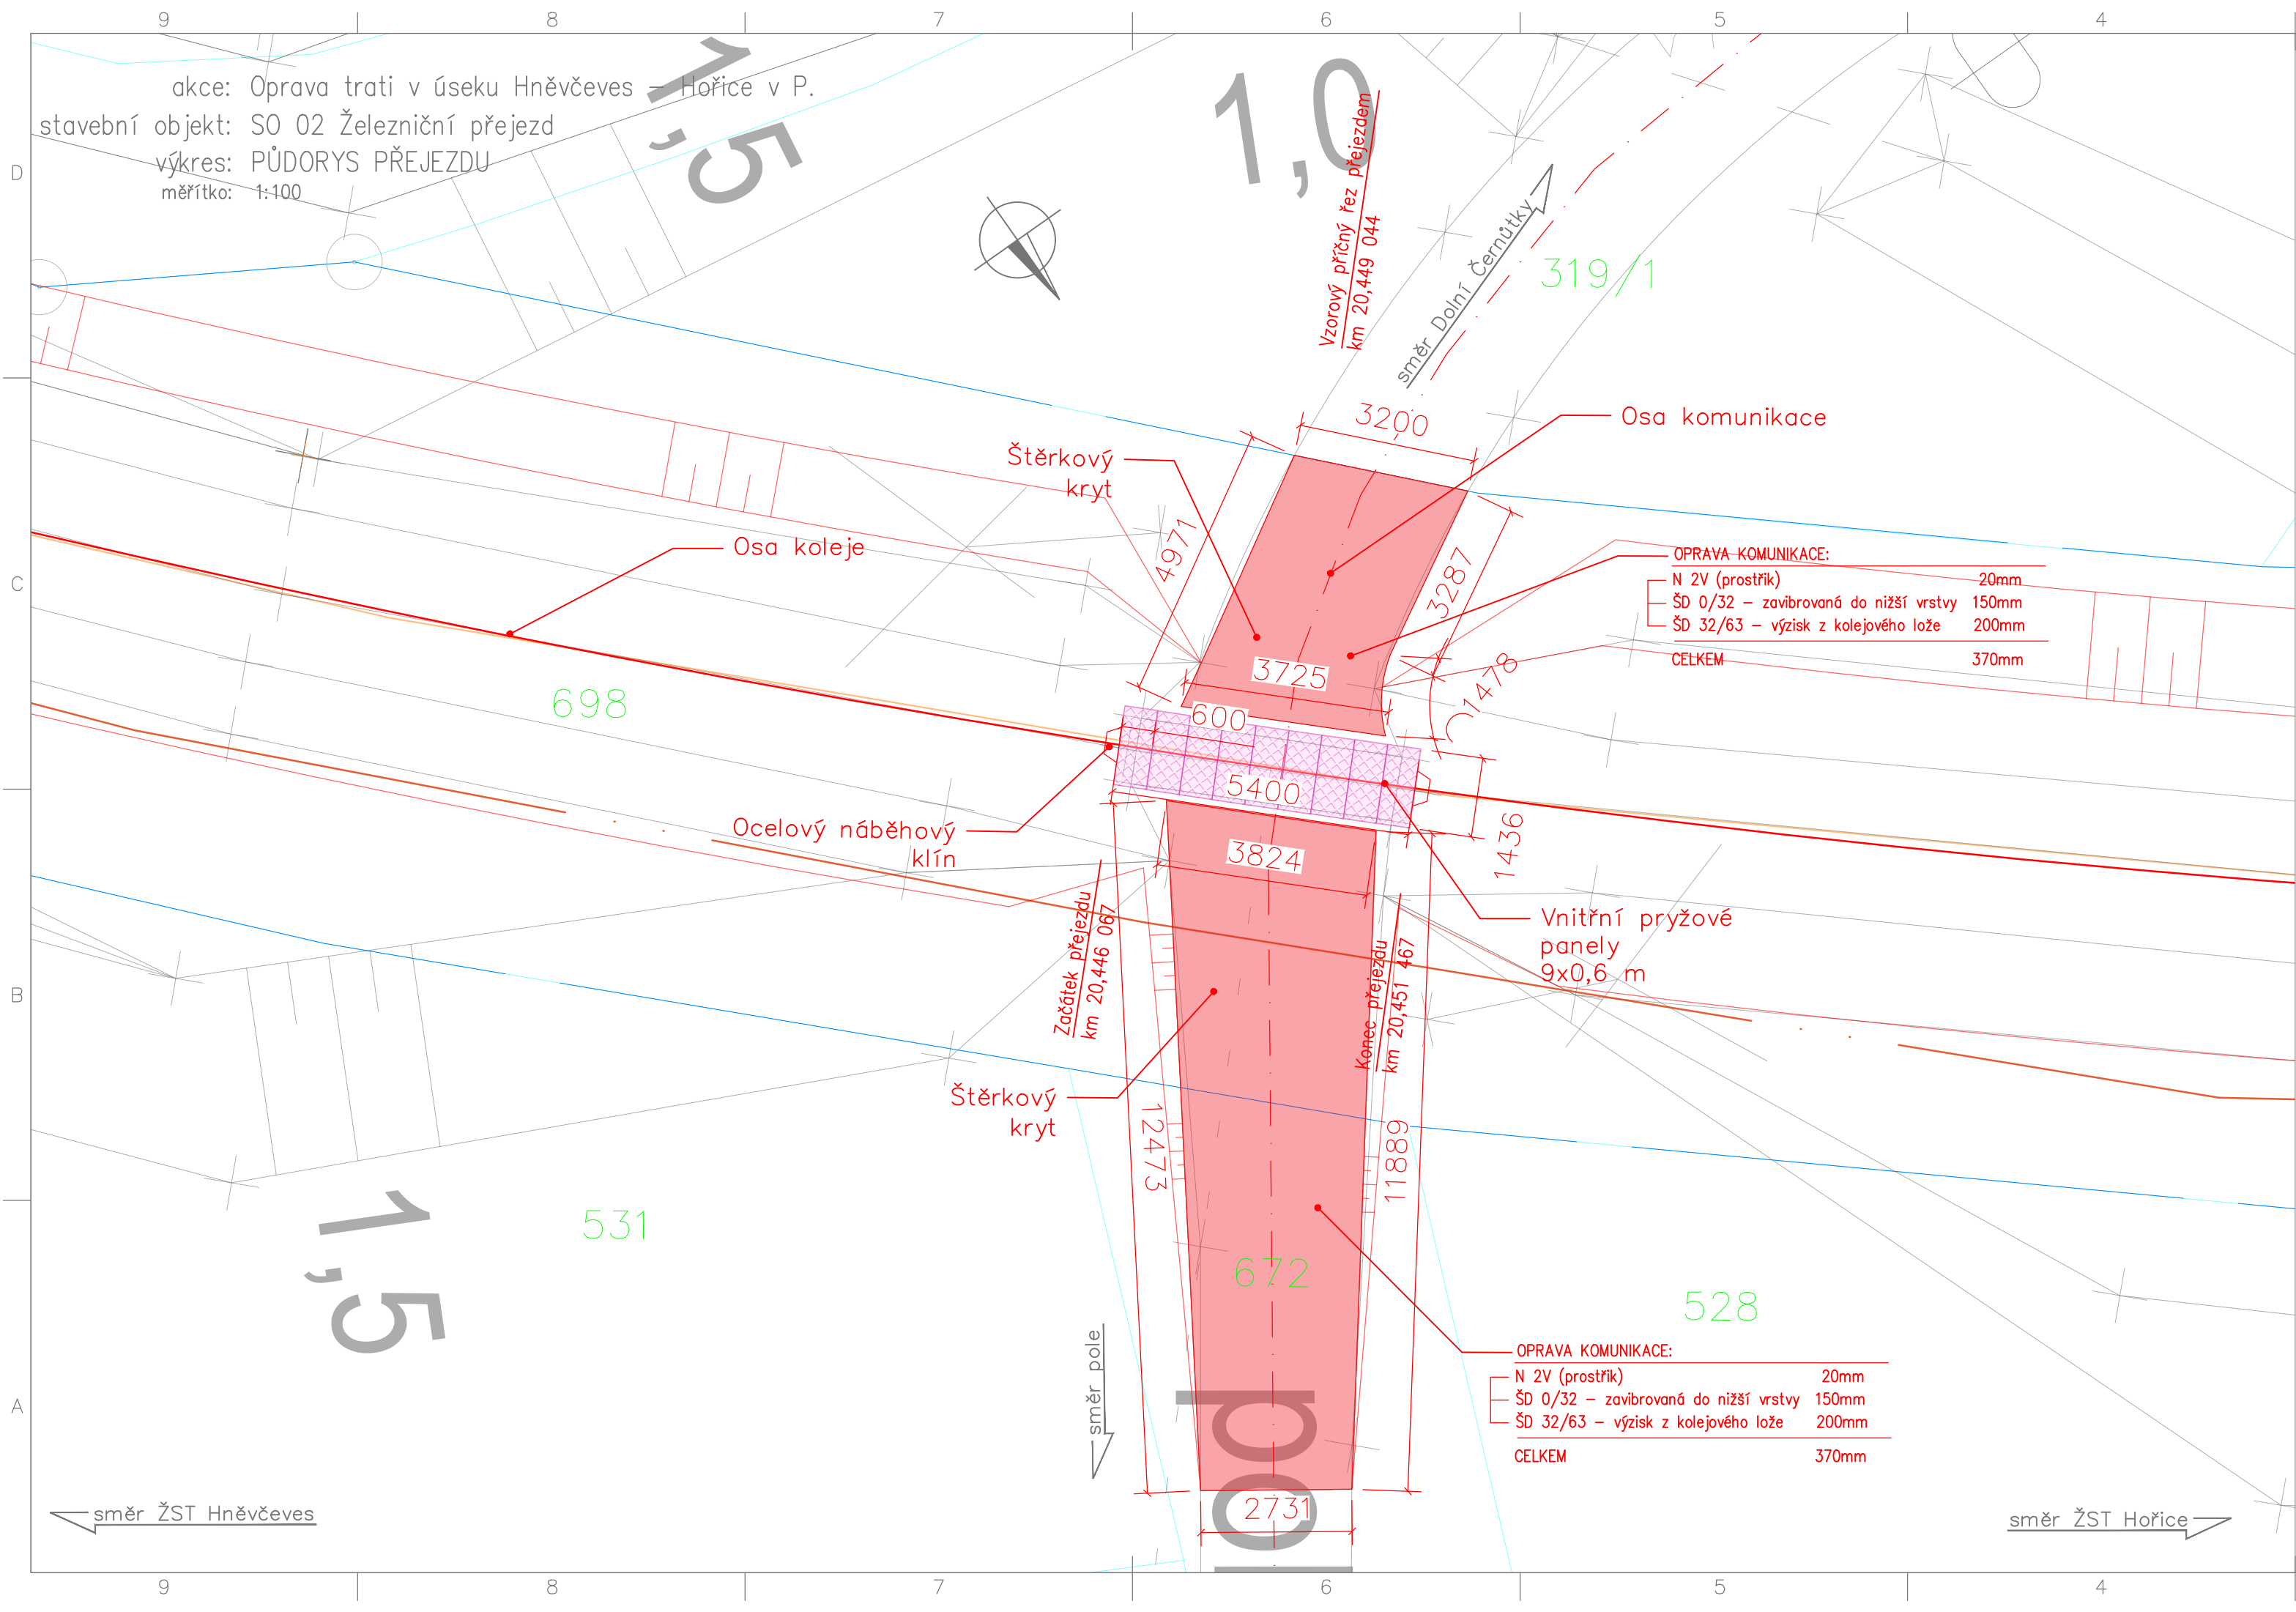 9 8 7 6 5 4
akce: Oprava trati v úseku Hněvčeves – Hořice v P.
stavební objekt: SO 02 Železniční přejezd
výkres: PŮDORYS PŘEJEZDU
měřítko: 1:100
1,5
1,0
D
Vzorový příčný řez přejezdem
km 20,449 044
směr Dolní Černůtky
319/1
3200
Osa komunikace
Štěrkový
kryt
4971
Osa koleje
3287
C
OPRAVA KOMUNIKACE:
N 2V (prostřik) 20mm
ŠD 0/32 – zavibrovaná do nižší vrstvy 150mm
ŠD 32/63 – výzisk z kolejového lože 200mm
CELKEM 370mm
3725
1478
698
600
5400
Ocelový náběhový
klín
3824
1436
Začátek přejezdu
km 20,446 067
Konec přejezdu
km 20,451 467
Vnitřní pryžové
panely
9x0,6 m
B
Štěrkový
kryt
12473
11889
1,5
531
672
528
směr pole
OPRAVA KOMUNIKACE:
N 2V (prostřik) 20mm
ŠD 0/32 – zavibrovaná do nižší vrstvy 150mm
ŠD 32/63 – výzisk z kolejového lože 200mm
CELKEM 370mm
A
2731
směr ŽST Hněvčeves
směr ŽST Hořice
9 8 7 6 5 4